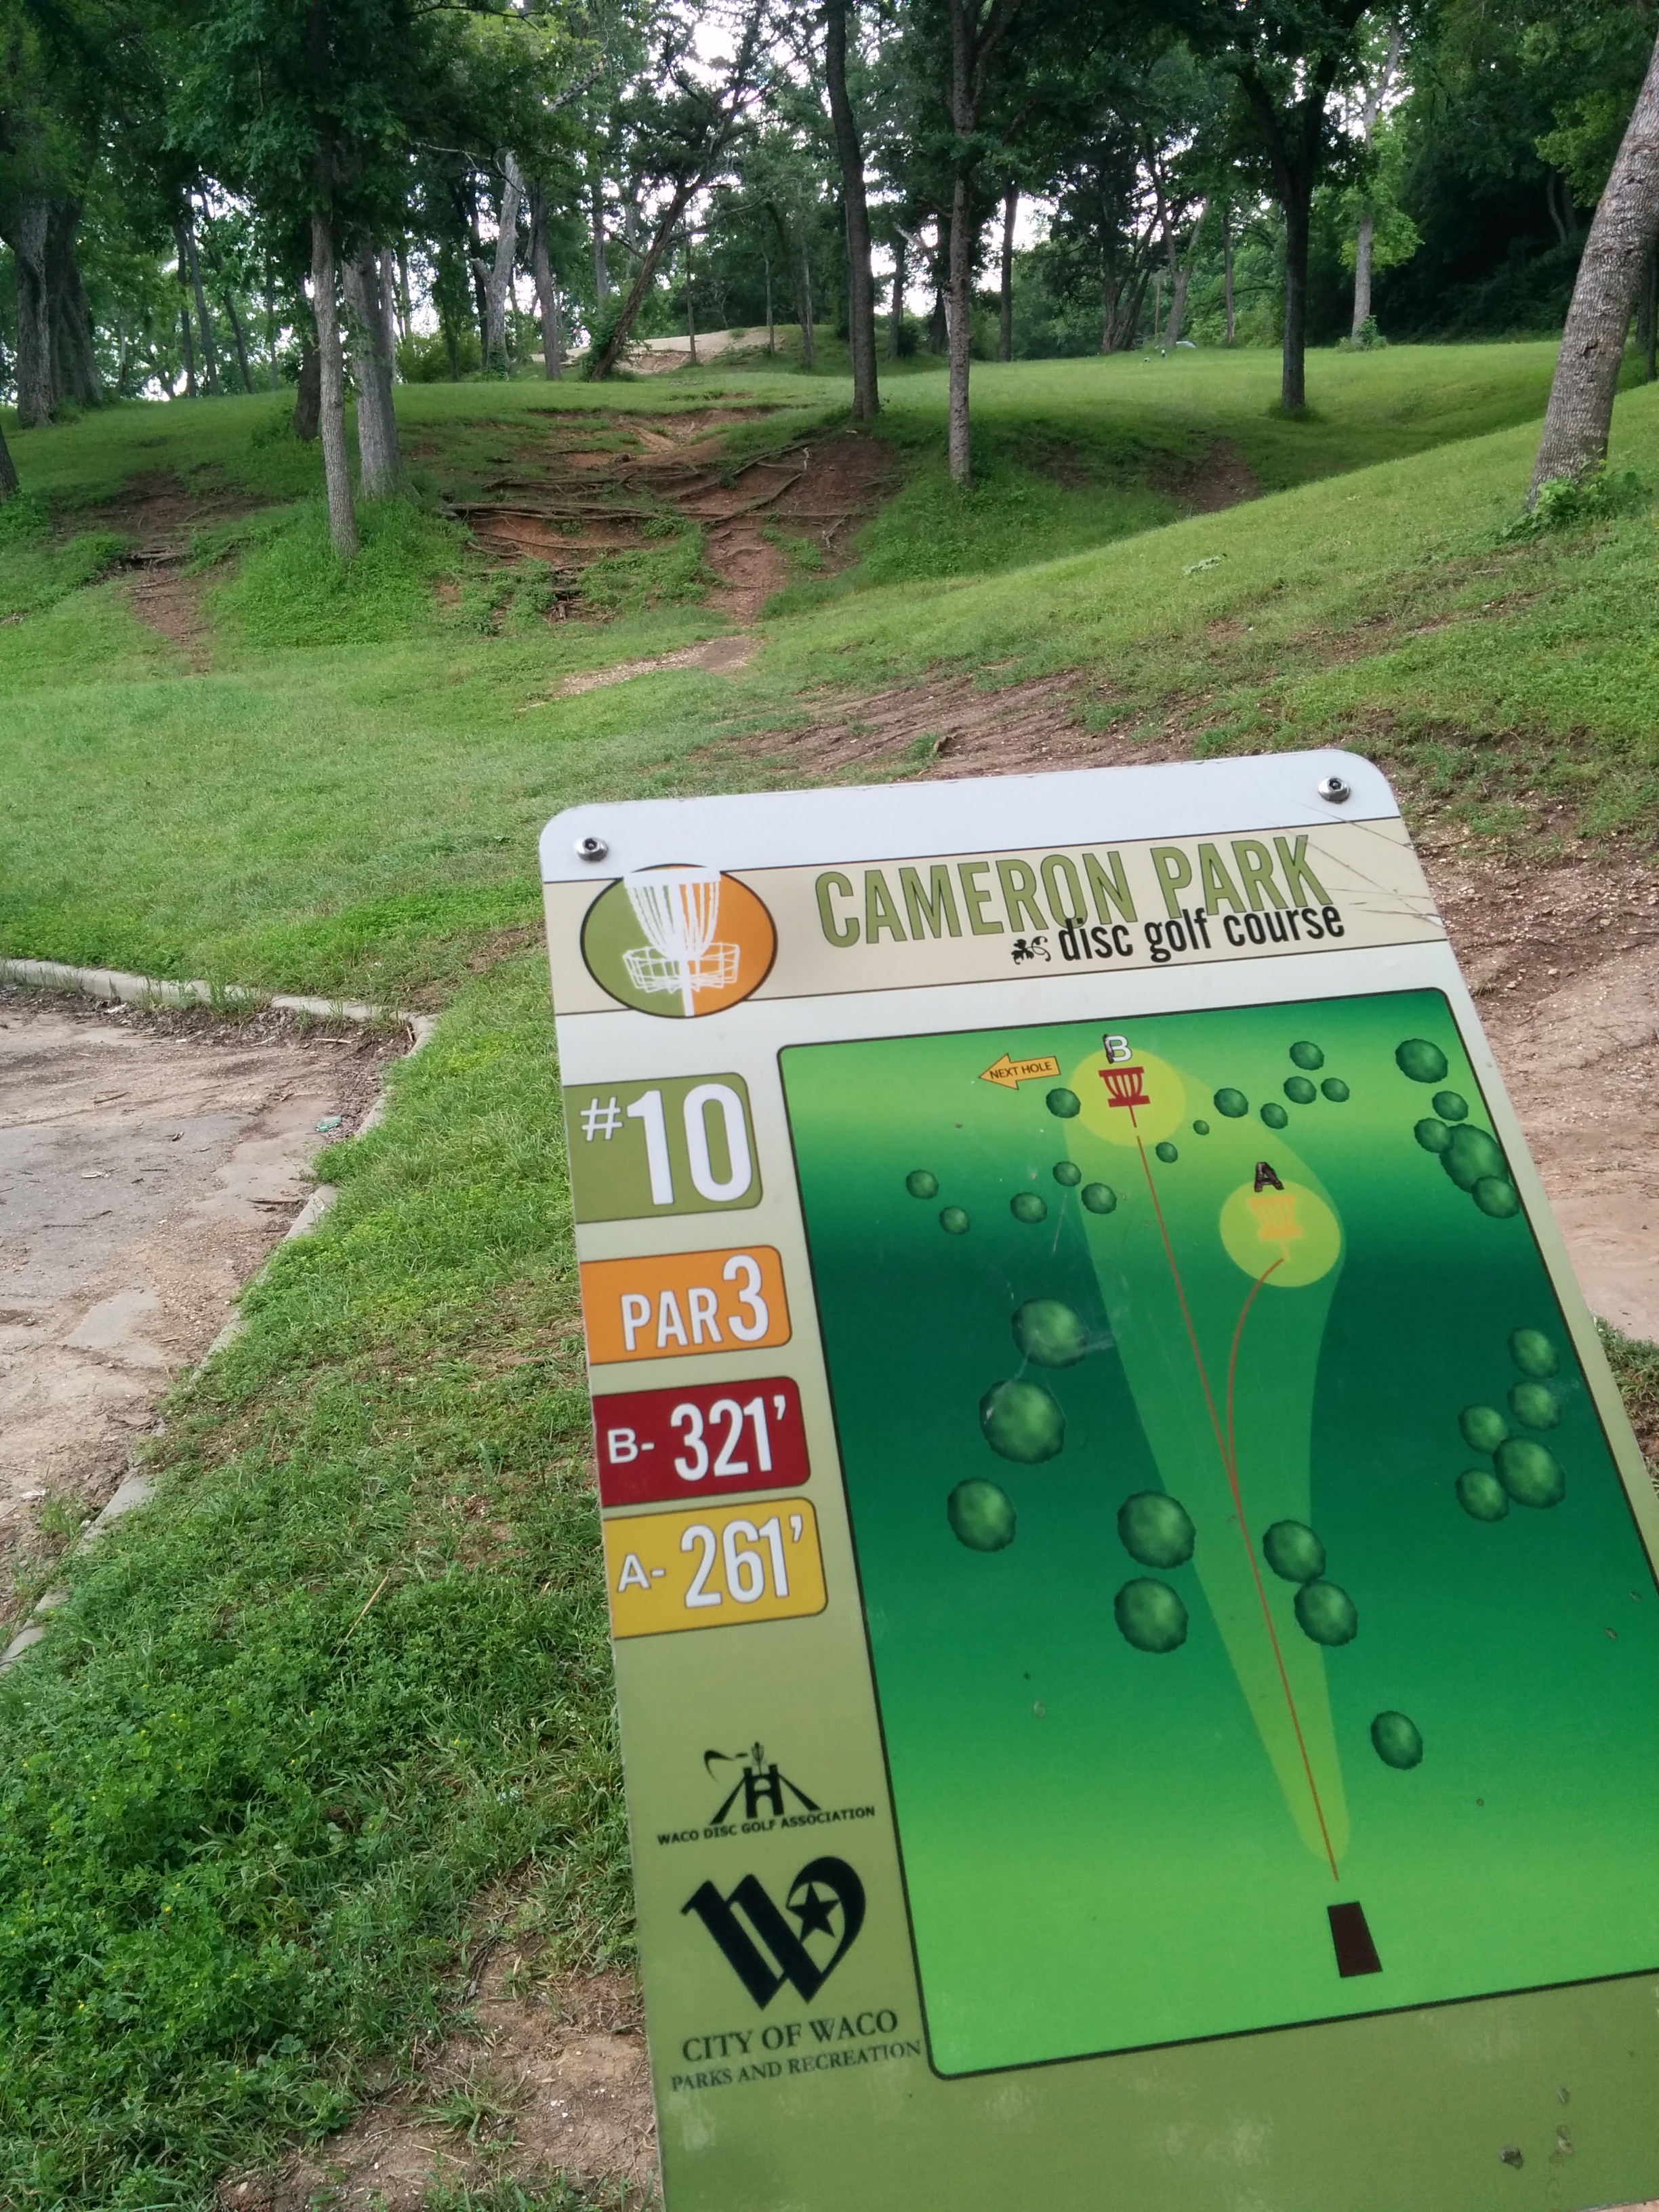 CAMERON PARK
disc golf course
#10
PAR 3
B- 321'
A- 261'
NEXT HOLE
B
A
WACO DISC GOLF ASSOCIATION
CITY OF WACO
PARKS AND RECREATION